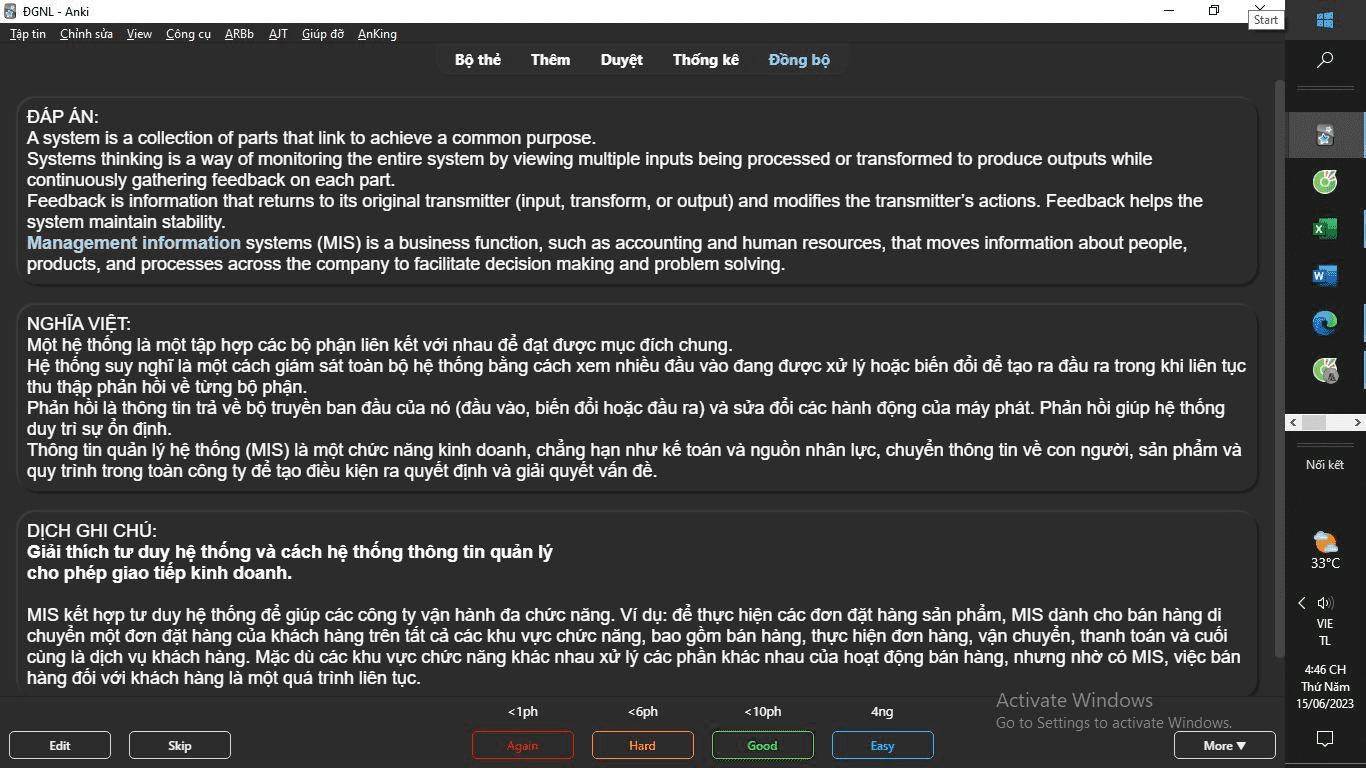 ĐGNL - Anki
Start
Tập tin Chỉnh sửa View Công cụ ARBb AJT Giúp đỡ AnKing
Bộ thẻ Thêm Duyệt Thống kê Đồng bộ
ĐÁP ÁN:
A system is a collection of parts that link to achieve a common purpose.
Systems thinking is a way of monitoring the entire system by viewing multiple inputs being processed or transformed to produce outputs while
continuously gathering feedback on each part.
Feedback is information that returns to its original transmitter (input, transform, or output) and modifies the transmitter's actions. Feedback helps the
system maintain stability.
Management information systems (MIS) is a business function, such as accounting and human resources, that moves information about people,
products, and processes across the company to facilitate decision making and problem solving.
NGHĨA VIỆT:
Một hệ thống là một tập hợp các bộ phận liên kết với nhau để đạt được mục đích chung.
Hệ thống suy nghĩ là một cách giám sát toàn bộ hệ thống bằng cách xem nhiều đầu vào đang được xử lý hoặc biến đổi để tạo ra đầu ra trong khi liên tục
thu thập phản hồi về từng bộ phận.
Phản hồi là thông tin trả về bộ truyền ban đầu của nó (đầu vào, biến đổi hoặc đầu ra) và sửa đổi các hành động của máy phát. Phản hồi giúp hệ thống
duy trì sự ổn định.
Thông tin quản lý hệ thống (MIS) là một chức năng kinh doanh, chẳng hạn như kế toán và nguồn nhân lực, chuyển thông tin về con người, sản phẩm và
quy trình trong toàn công ty để tạo điều kiện ra quyết định và giải quyết vấn đề.
DỊCH GHI CHÚ:
Giải thích tư duy hệ thống và cách hệ thống thông tin quản lý
cho phép giao tiếp kinh doanh.
MIS kết hợp tư duy hệ thống để giúp các công ty vận hành đa chức năng. Ví dụ: để thực hiện các đơn đặt hàng sản phẩm, MIS dành cho bán hàng di
chuyển một đơn đặt hàng của khách hàng trên tất cả các khu vực chức năng, bao gồm bán hàng, thực hiện đơn hàng, vận chuyển, thanh toán và cuối
cùng là dịch vụ khách hàng. Mặc dù các khu vực chức năng khác nhau xử lý các phần khác nhau của hoạt động bán hàng, nhưng nhờ có MIS, việc bán
hàng đối với khách hàng là một quá trình liên tục.
<1ph <6ph <10ph 4ng
Edit Skip Again Hard Good Easy More ▼
Activate Windows
Go to Settings to activate Windows.
Nối kết
33°C
VIE
TL
4:46 CH
Thứ Năm
15/06/2023